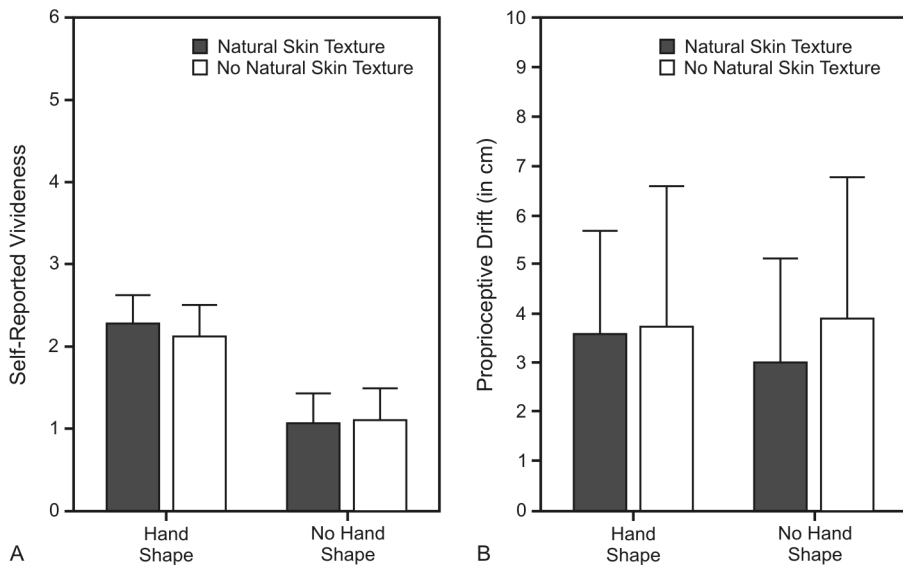 Self-Reported Vivideness
6
5
4
3
2
1
0
Natural Skin Texture
No Natural Skin Texture
Hand
Shape
No Hand
Shape
A
Proprioceptive Drift (in cm)
10
9
8
7
6
5
4
3
2
1
0
Natural Skin Texture
No Natural Skin Texture
Hand
Shape
No Hand
Shape
B